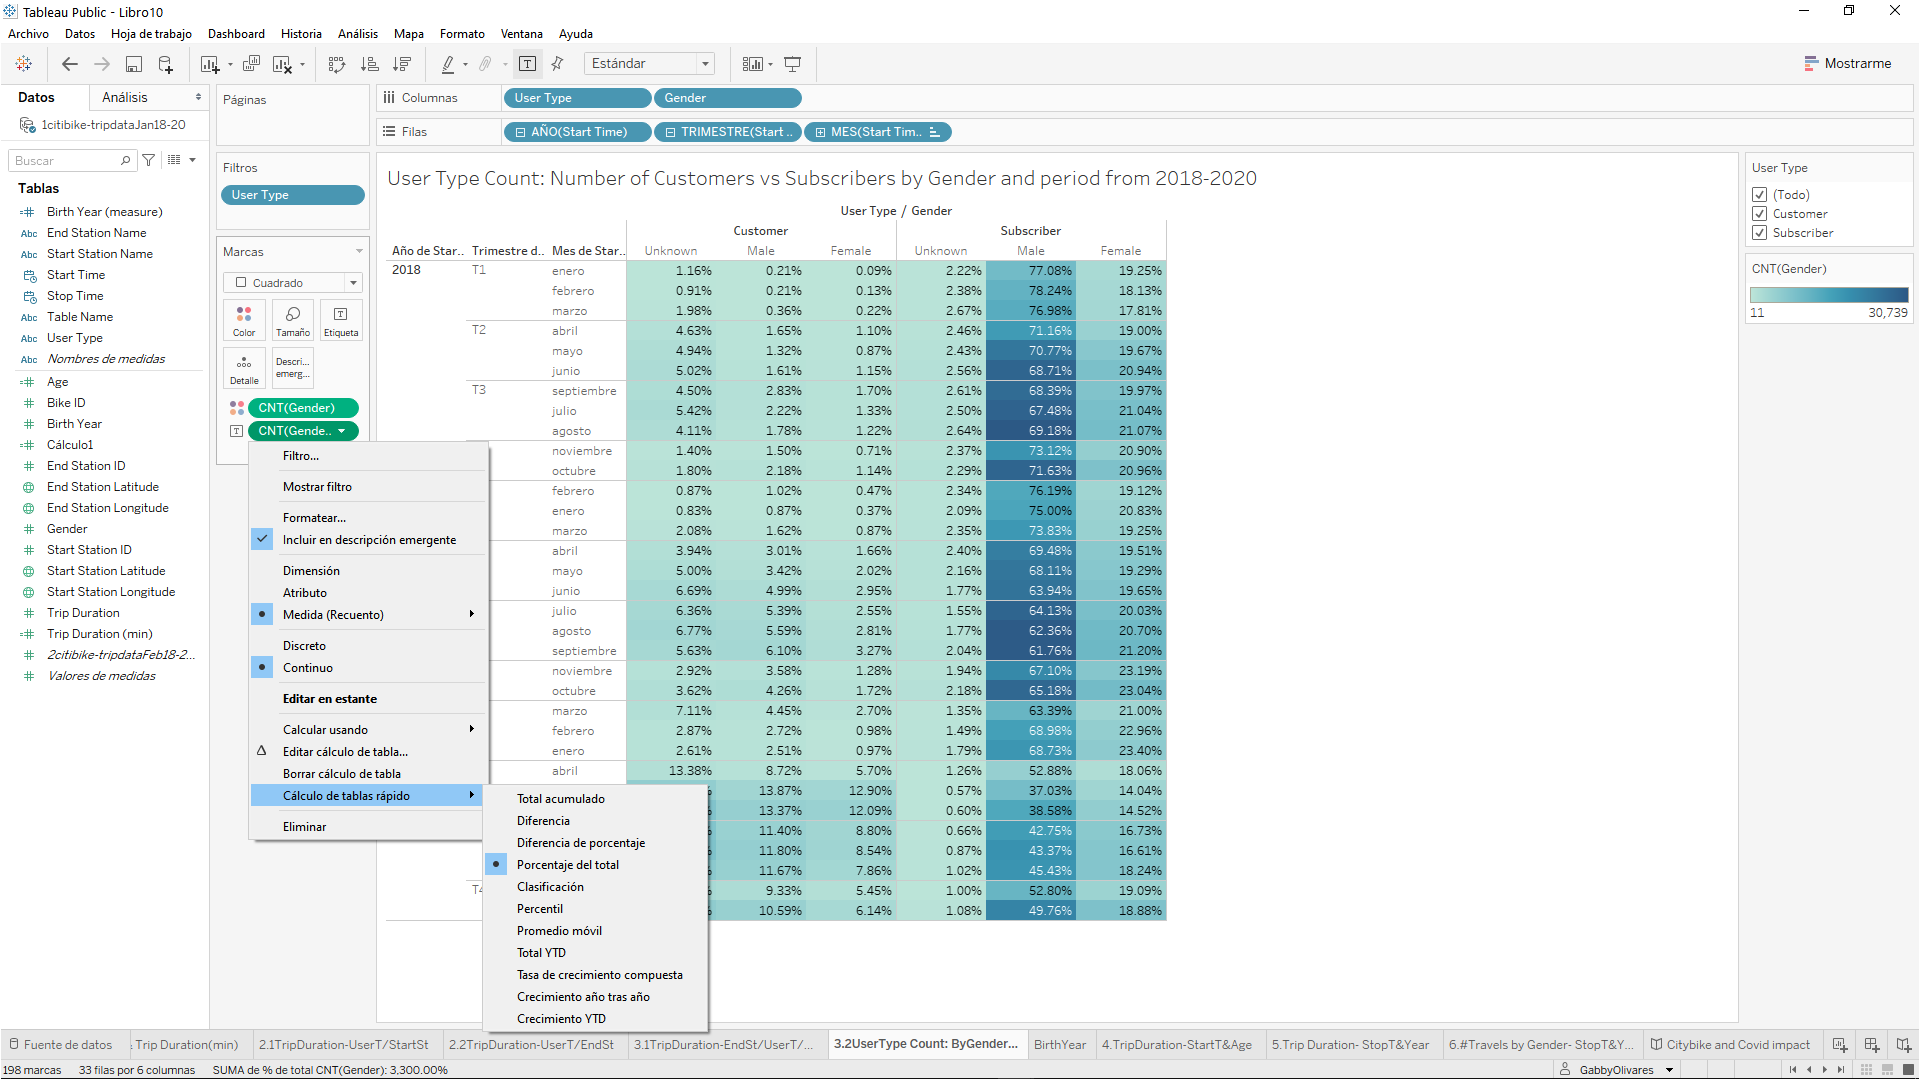 Tableau Public - Libro10
Archivo Datos Hoja de trabajo Dashboard Historia Análisis Mapa Formato Ventana Ayuda
Estándar
Mostrarme
Datos
Análisis
1citibike-tripdataJan18-20
Buscar
Tablas
Birth Year (measure)
Abc End Station Name
Abc Start Station Name
Start Time
Stop Time
Abc Table Name
Abc User Type
Abc Nombres de medidas
Age
Bike ID
Birth Year
Cálculo1
End Station ID
End Station Latitude
End Station Longitude
Gender
Start Station ID
Start Station Latitude
Start Station Longitude
Trip Duration
Trip Duration (min)
2citibike-tripdataFeb18-2...
Valores de medidas
Páginas
Filtros
User Type
Marcas
Cuadrado
Color Tamaño Etiqueta
Detalle Descri... emerg...
CNT(Gender)
CNT(Gende..
Filtro...
Mostrar filtro
Formatear...
Incluir en descripción emergente
Dimensión
Atributo
Medida (Recuento)
Discreto
Continuo
Editar en estante
Calcular usando
Editar cálculo de tabla...
Borrar cálculo de tabla
Cálculo de tablas rápido
Eliminar
Total acumulado
Diferencia
Diferencia de porcentaje
Porcentaje del total
Clasificación
Percentil
Promedio móvil
Total YTD
Tasa de crecimiento compuesta
Crecimiento año tras año
Crecimiento YTD
Columnas User Type Gender
Filas AÑO(Start Time) TRIMESTRE(Start .. MES(Start Tim..
User Type Count: Number of Customers vs Subscribers by Gender and period from 2018-2020
User Type / Gender
Customer Subscriber
Año de Star.. Trimestre d.. Mes de Star.. Unknown Male Female Unknown Male Female
2018 T1 enero 1.16% 0.21% 0.09% 2.22% 77.08% 19.25%
febrero 0.91% 0.21% 0.13% 2.38% 78.24% 18.13%
marzo 1.98% 0.36% 0.22% 2.67% 76.98% 17.81%
T2 abril 4.63% 1.65% 1.10% 2.46% 71.16% 19.00%
mayo 4.94% 1.32% 0.87% 2.43% 70.77% 19.67%
junio 5.02% 1.61% 1.15% 2.56% 68.71% 20.94%
T3 septiembre 4.50% 2.83% 1.70% 2.61% 68.39% 19.97%
julio 5.42% 2.22% 1.33% 2.50% 67.48% 21.04%
agosto 4.11% 1.78% 1.22% 2.64% 69.18% 21.07%
noviembre 1.40% 1.50% 0.71% 2.37% 73.12% 20.90%
octubre 1.80% 2.18% 1.14% 2.29% 71.63% 20.96%
febrero 0.87% 1.02% 0.47% 2.34% 76.19% 19.12%
enero 0.83% 0.87% 0.37% 2.09% 75.00% 20.83%
marzo 2.08% 1.62% 0.87% 2.35% 73.83% 19.25%
abril 3.94% 3.01% 1.66% 2.40% 69.48% 19.51%
mayo 5.00% 3.42% 2.02% 2.16% 68.11% 19.29%
junio 6.69% 4.99% 2.95% 1.77% 63.94% 19.65%
julio 6.36% 5.39% 2.55% 1.55% 64.13% 20.03%
agosto 6.77% 5.59% 2.81% 1.77% 62.36% 20.70%
septiembre 5.63% 6.10% 3.27% 2.04% 61.76% 21.20%
noviembre 2.92% 3.58% 1.28% 1.94% 67.10% 23.19%
octubre 3.62% 4.26% 1.72% 2.18% 65.18% 23.04%
marzo 7.11% 4.45% 2.70% 1.35% 63.39% 21.00%
febrero 2.87% 2.72% 0.98% 1.49% 68.98% 22.96%
enero 2.61% 2.51% 0.97% 1.79% 68.73% 23.40%
abril 13.38% 8.72% 5.70% 1.26% 52.88% 18.06%
13.87% 12.90% 0.57% 37.03% 14.04%
13.37% 12.09% 0.60% 38.58% 14.52%
11.40% 8.80% 0.66% 42.75% 16.73%
11.80% 8.54% 0.87% 43.37% 16.61%
11.67% 7.86% 1.02% 45.43% 18.24%
9.33% 5.45% 1.00% 52.80% 19.09%
10.59% 6.14% 1.08% 49.76% 18.88%
User Type
(Todo)
Customer
Subscriber
CNT(Gender)
11 30,739
Fuente de datos Trip Duration(min) 2.1TripDuration-UserT/StartSt 2.2TripDuration-UserT/EndSt 3.1TripDuration-EndSt/UserT/... 3.2UserType Count: ByGender... BirthYear 4.TripDuration-StartT&Age 5.Trip Duration- StopT&Year 6.#Travels by Gender- StopT&Y... Citybike and Covid impact
198 marcas 33 filas por 6 columnas SUMA de % de total CNT(Gender): 3,300.00% GabbyOlivares